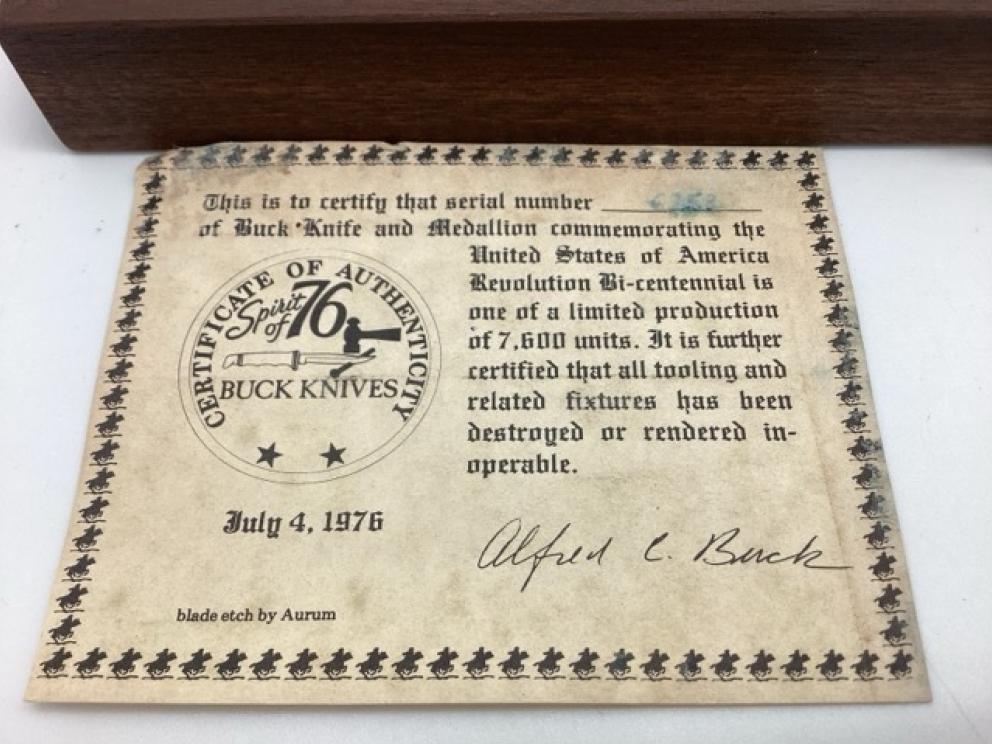 This is to certify that serial number
of Buck Knife and Medallion commemorating the
United States of America
Revolution Bi-centennial is
one of a limited production
of 7,600 units. It is further
certified that all tooling and
related fixtures has been
destroyed or rendered in-
operable.
CERTIFICATE OF AUTHENTICITY
Spirit of 76
BUCK KNIVES
July 4, 1976
Alfred C. Buck
blade etch by Aurum